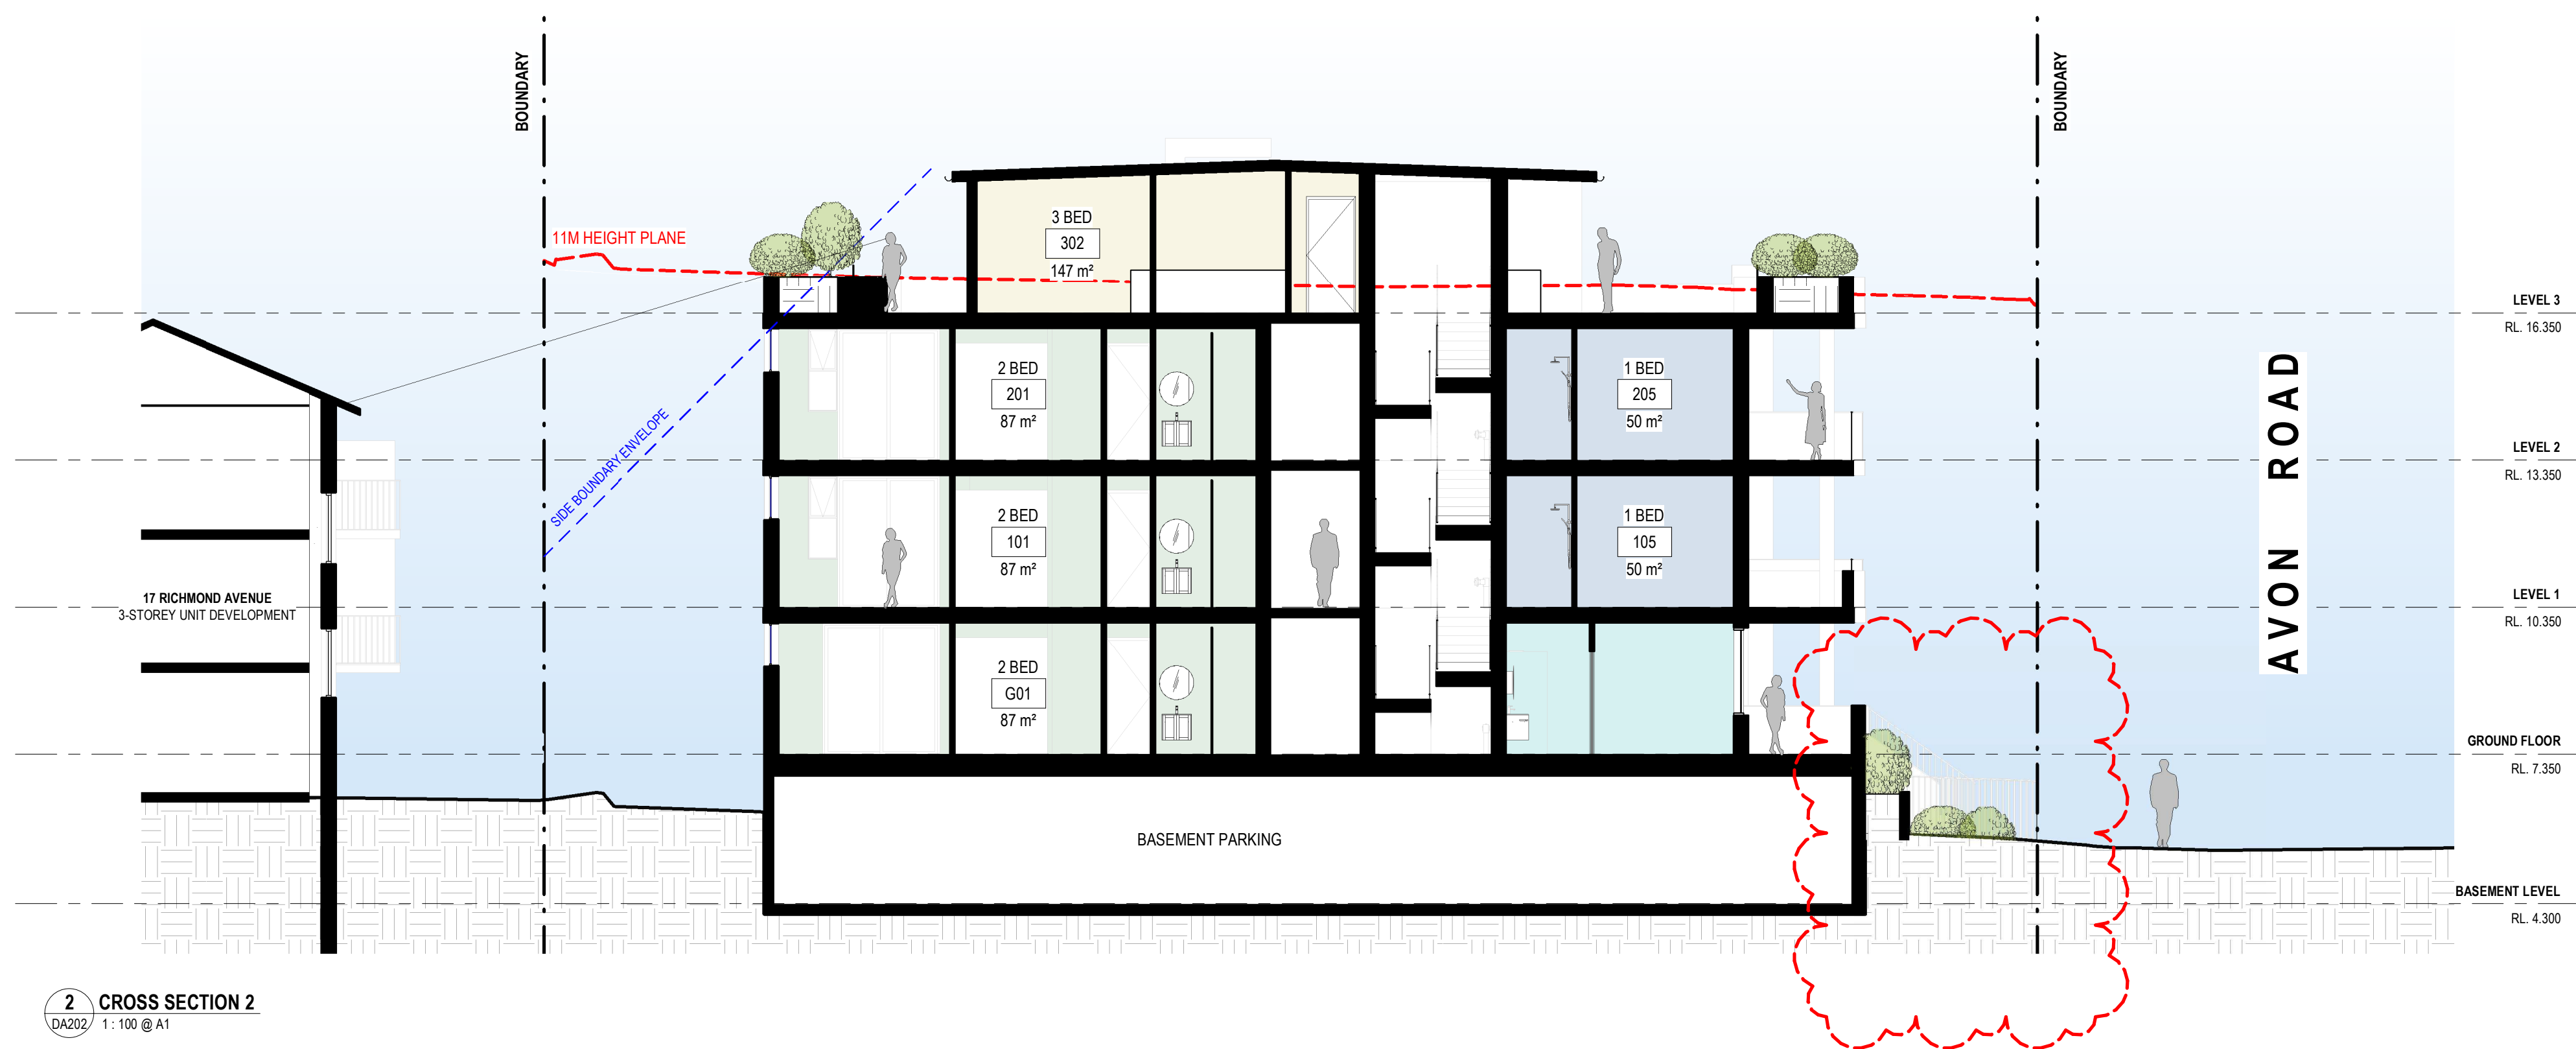 BOUNDARY
BOUNDARY
11M HEIGHT PLANE
3 BED
302
147 m²
LEVEL 3
RL. 16.350
2 BED
201
87 m²
1 BED
205
50 m²
SIDE BOUNDARY ENVELOPE
AVON ROAD
LEVEL 2
RL. 13.350
2 BED
101
87 m²
1 BED
105
50 m²
17 RICHMOND AVENUE
3-STOREY UNIT DEVELOPMENT
LEVEL 1
RL. 10.350
2 BED
G01
87 m²
GROUND FLOOR
RL. 7.350
BASEMENT PARKING
BASEMENT LEVEL
RL. 4.300
2
CROSS SECTION 2
DA202
1 : 100 @ A1